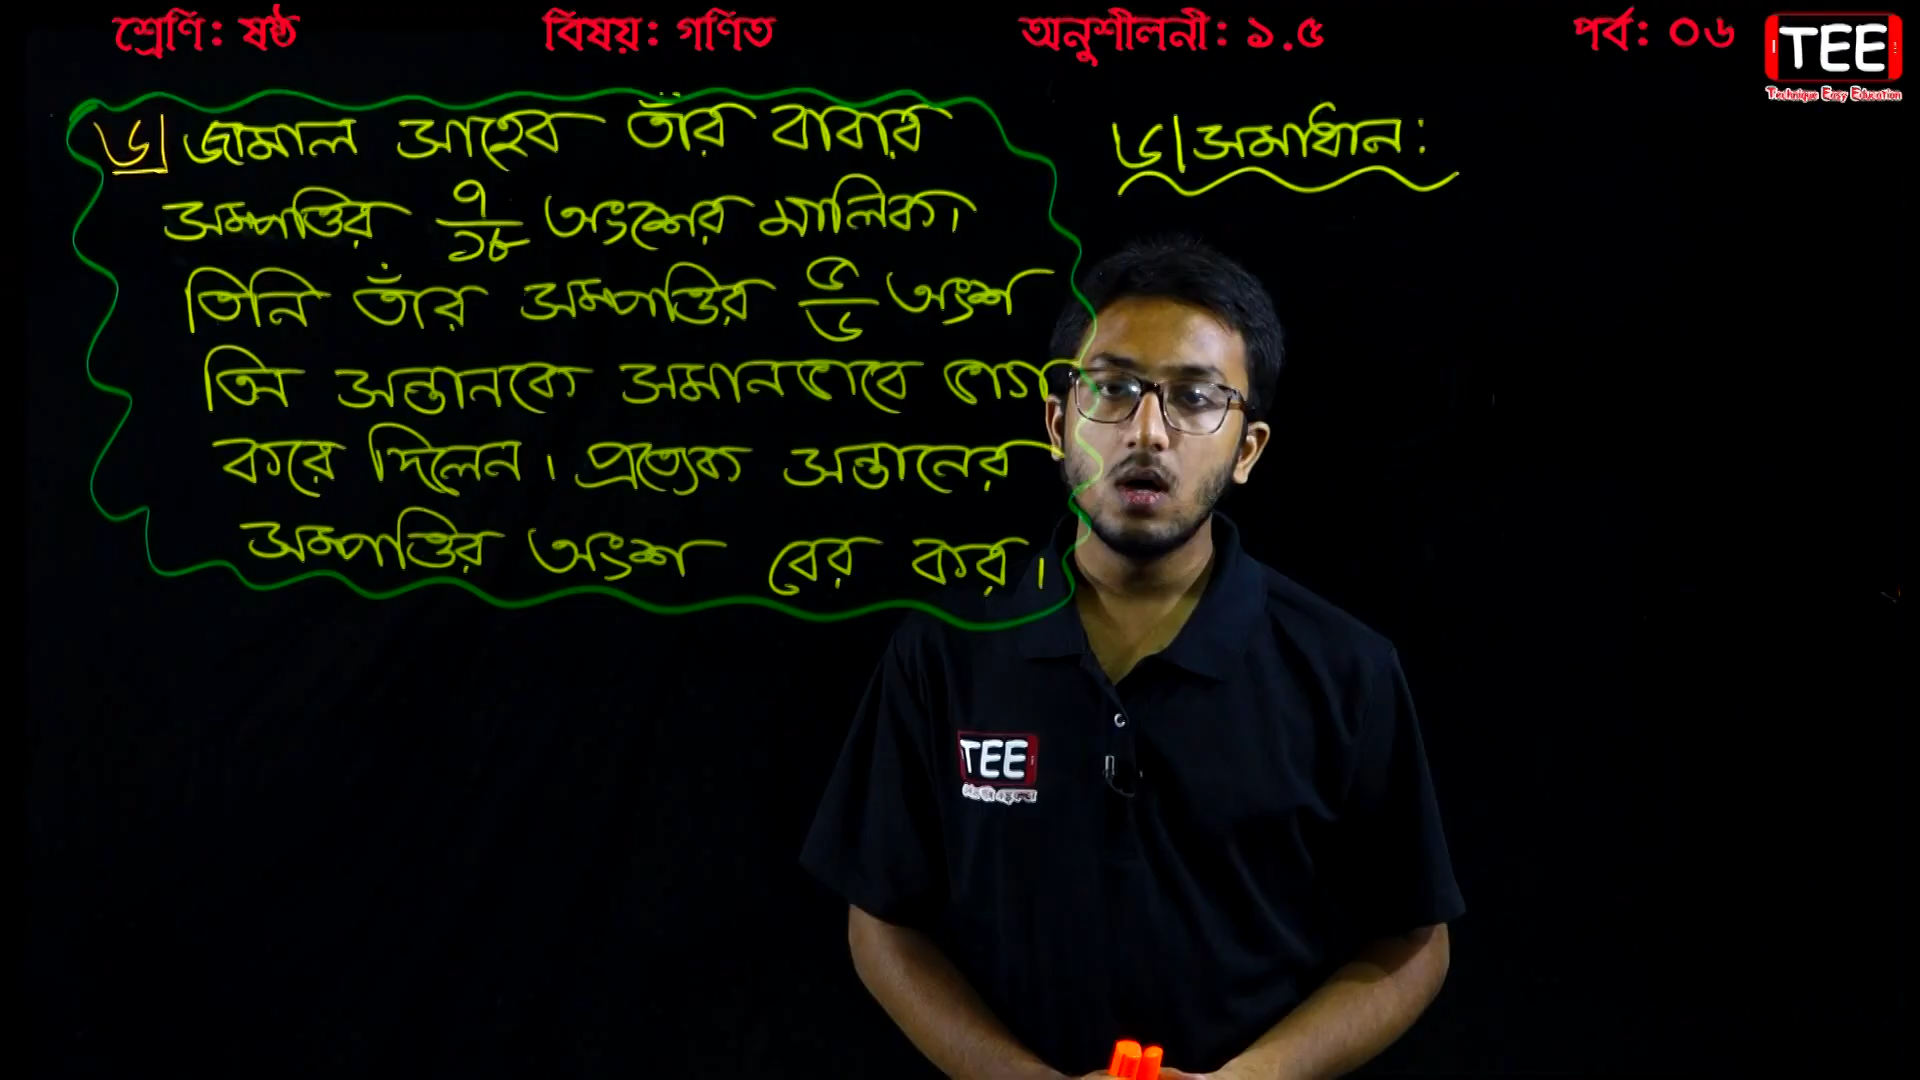 শ্রেণি: ষষ্ঠ
বিষয়: গণিত
অনুশীলনী: ১.৫
পর্ব: ০৬
TEE
Technique Easy Education
৬| জামাল সাহেব তাঁর বাবার
সম্পত্তির ৭/১৮ অংশের মালিক।
তিনি তাঁর সম্পত্তির ৫/৬ অংশ
তিন সন্তানকে সমানভাবে ভাগ
করে দিলেন। প্রত্যেক সন্তানের
সম্পত্তির অংশ বের কর।
৬| সমাধান:
TEE